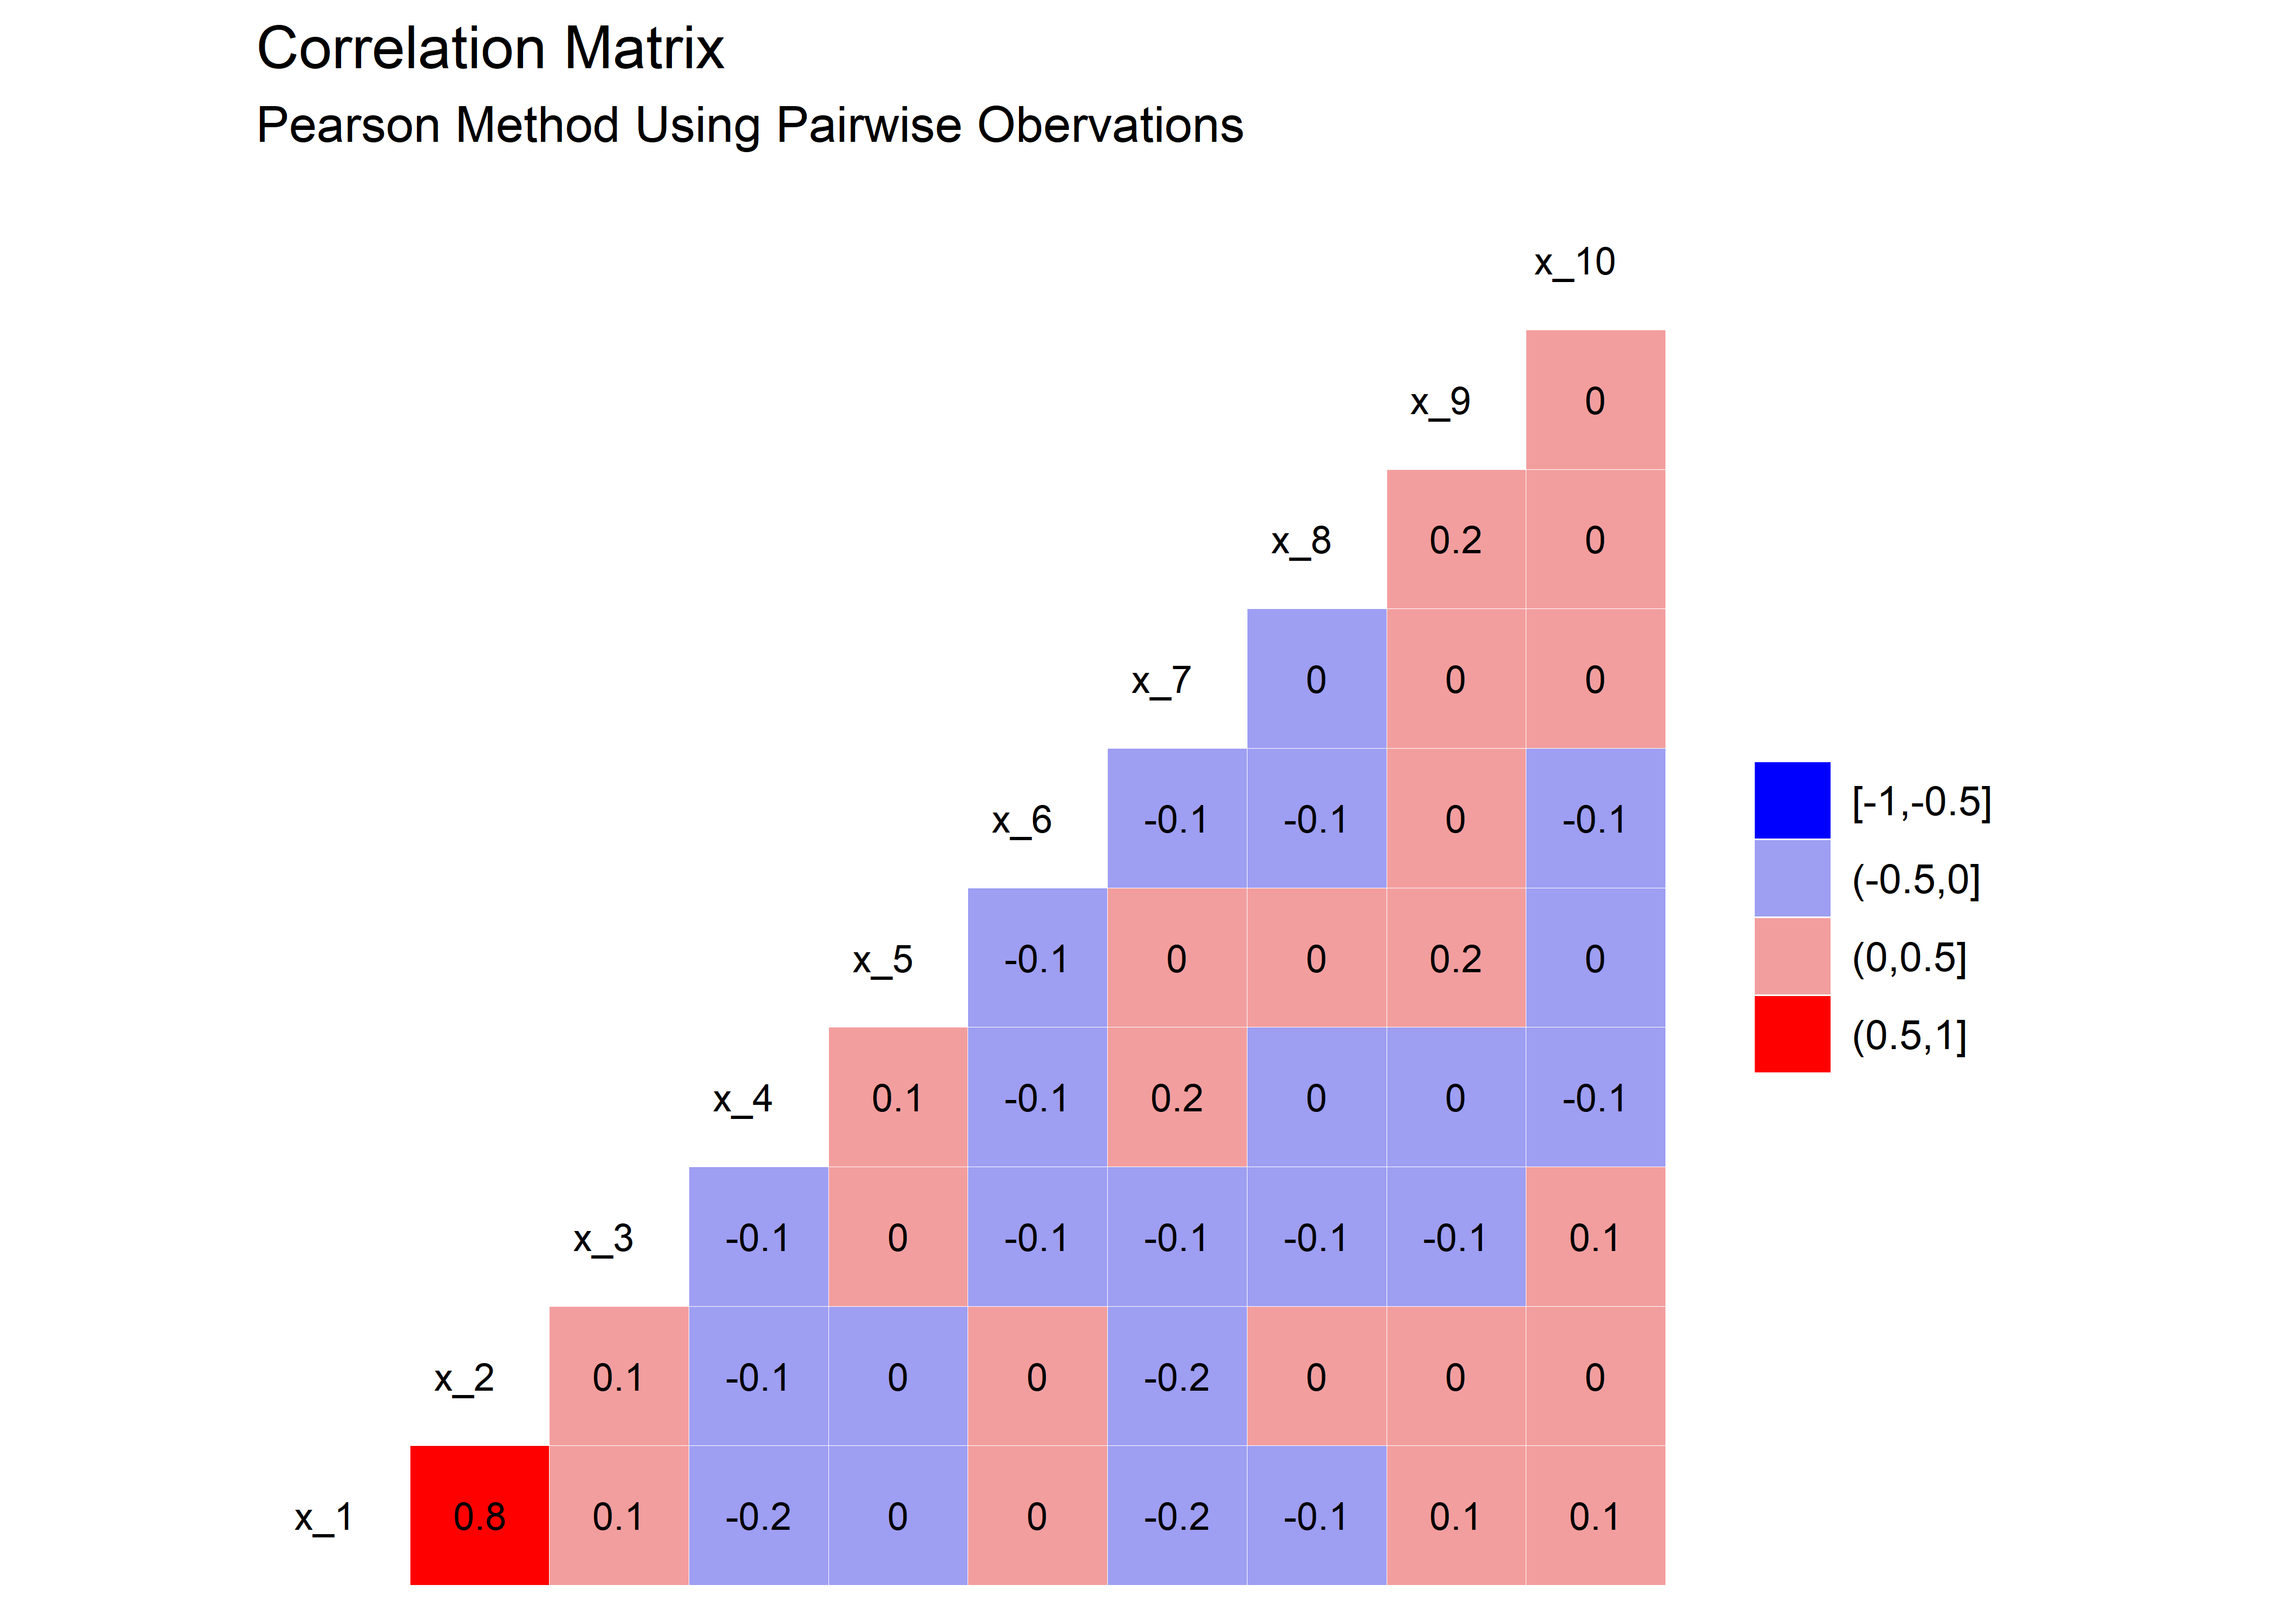 Correlation Matrix
Pearson Method Using Pairwise Obervations
x_10
x_9 0
x_8 0.2 0
x_7 0 0 0
x_6 -0.1 -0.1 0 -0.1
x_5 -0.1 0 0 0.2 0
x_4 0.1 -0.1 0.2 0 0 -0.1
x_3 -0.1 0 -0.1 -0.1 -0.1 -0.1 0.1
x_2 0.1 -0.1 0 0 -0.2 0 0 0
x_1 0.8 0.1 -0.2 0 0 -0.2 -0.1 0.1 0.1
[-1,-0.5]
(-0.5,0]
(0,0.5]
(0.5,1]